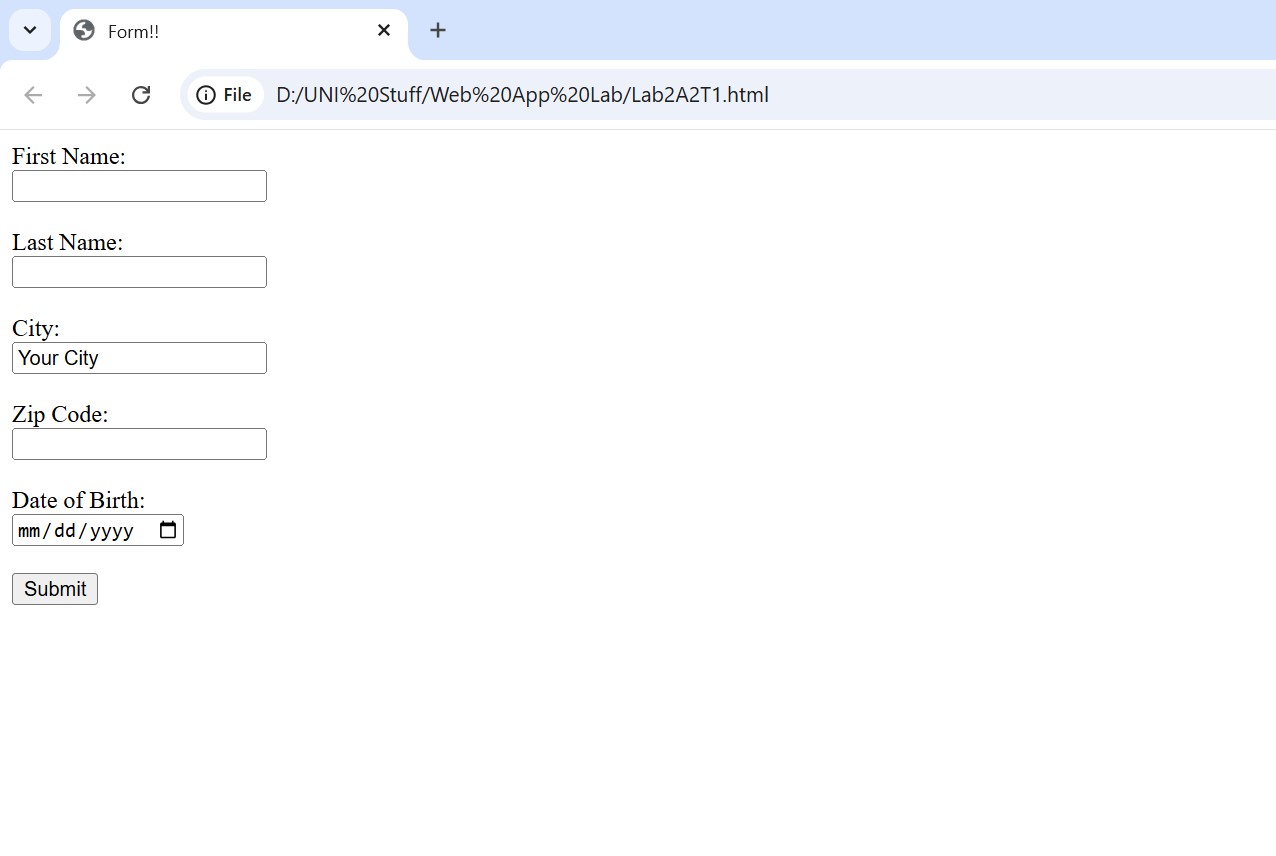 Form!!
File D:/UNI%20Stuff/Web%20App%20Lab/Lab2A2T1.html
First Name:
Last Name:
City:
Your City
Zip Code:
Date of Birth:
mm/dd/yyyy
Submit